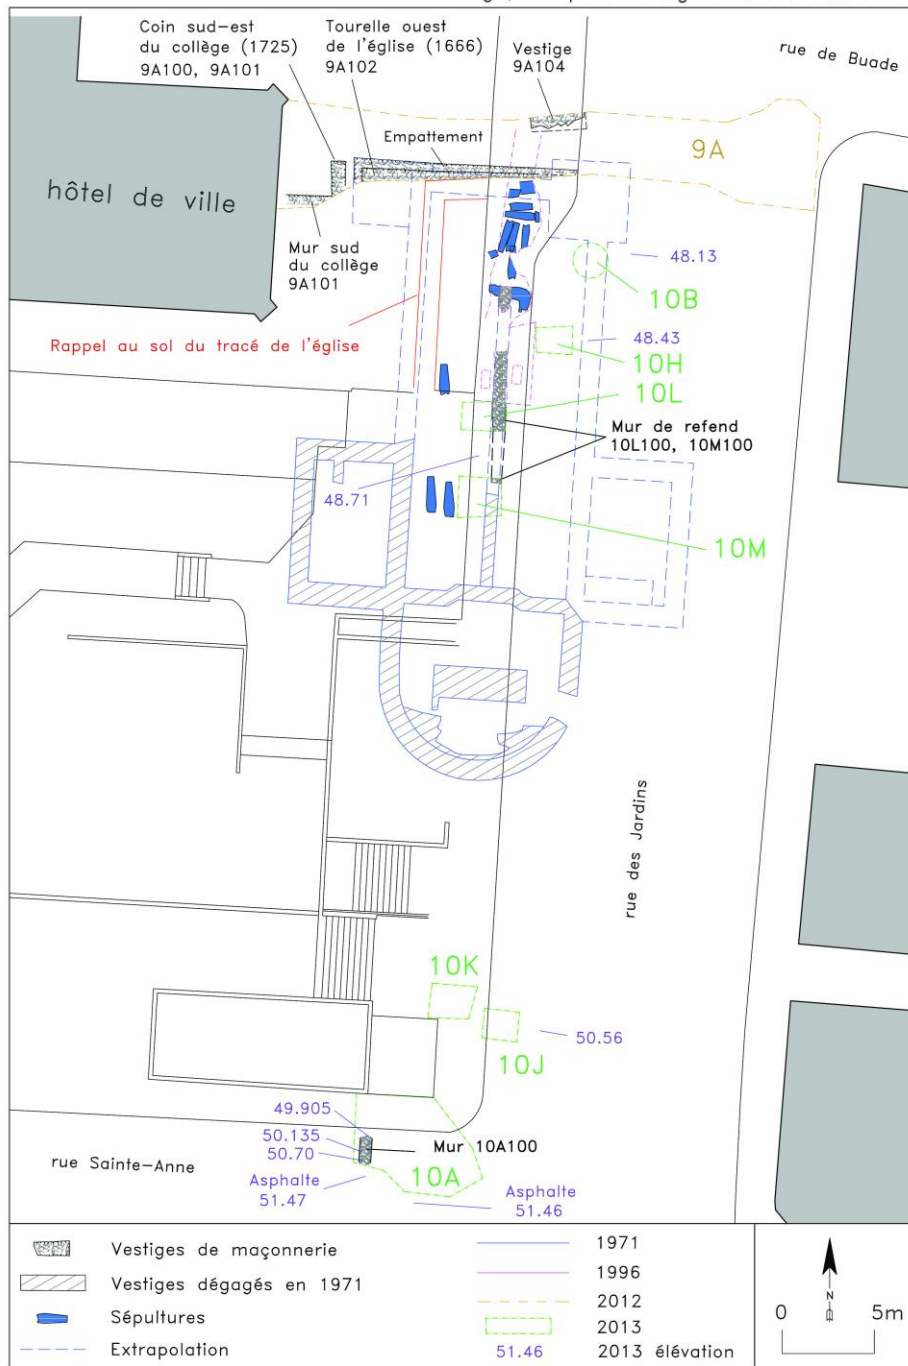 Coin sud-est
du collège (1725)
9A100, 9A101
Tourelle ouest
de l'église (1666)
9A102
Vestige
9A104
rue de Buade
Empattement
9A
hôtel de ville
Mur sud
du collège
9A101
48.13
10B
48.43
Rappel au sol du tracé de l'église
10H
10L
Mur de refend
10L100, 10M100
48.71
10M
rue des Jardins
10K
50.56
10J
49.905
50.135
50.70
Mur 10A100
rue Sainte-Anne
10A
Asphalte
51.47
Asphalte
51.46
Vestiges de maçonnerie
Vestiges dégagés en 1971
Sépultures
Extrapolation
1971
1996
2012
2013
51.46 2013 élévation
N
0 5m